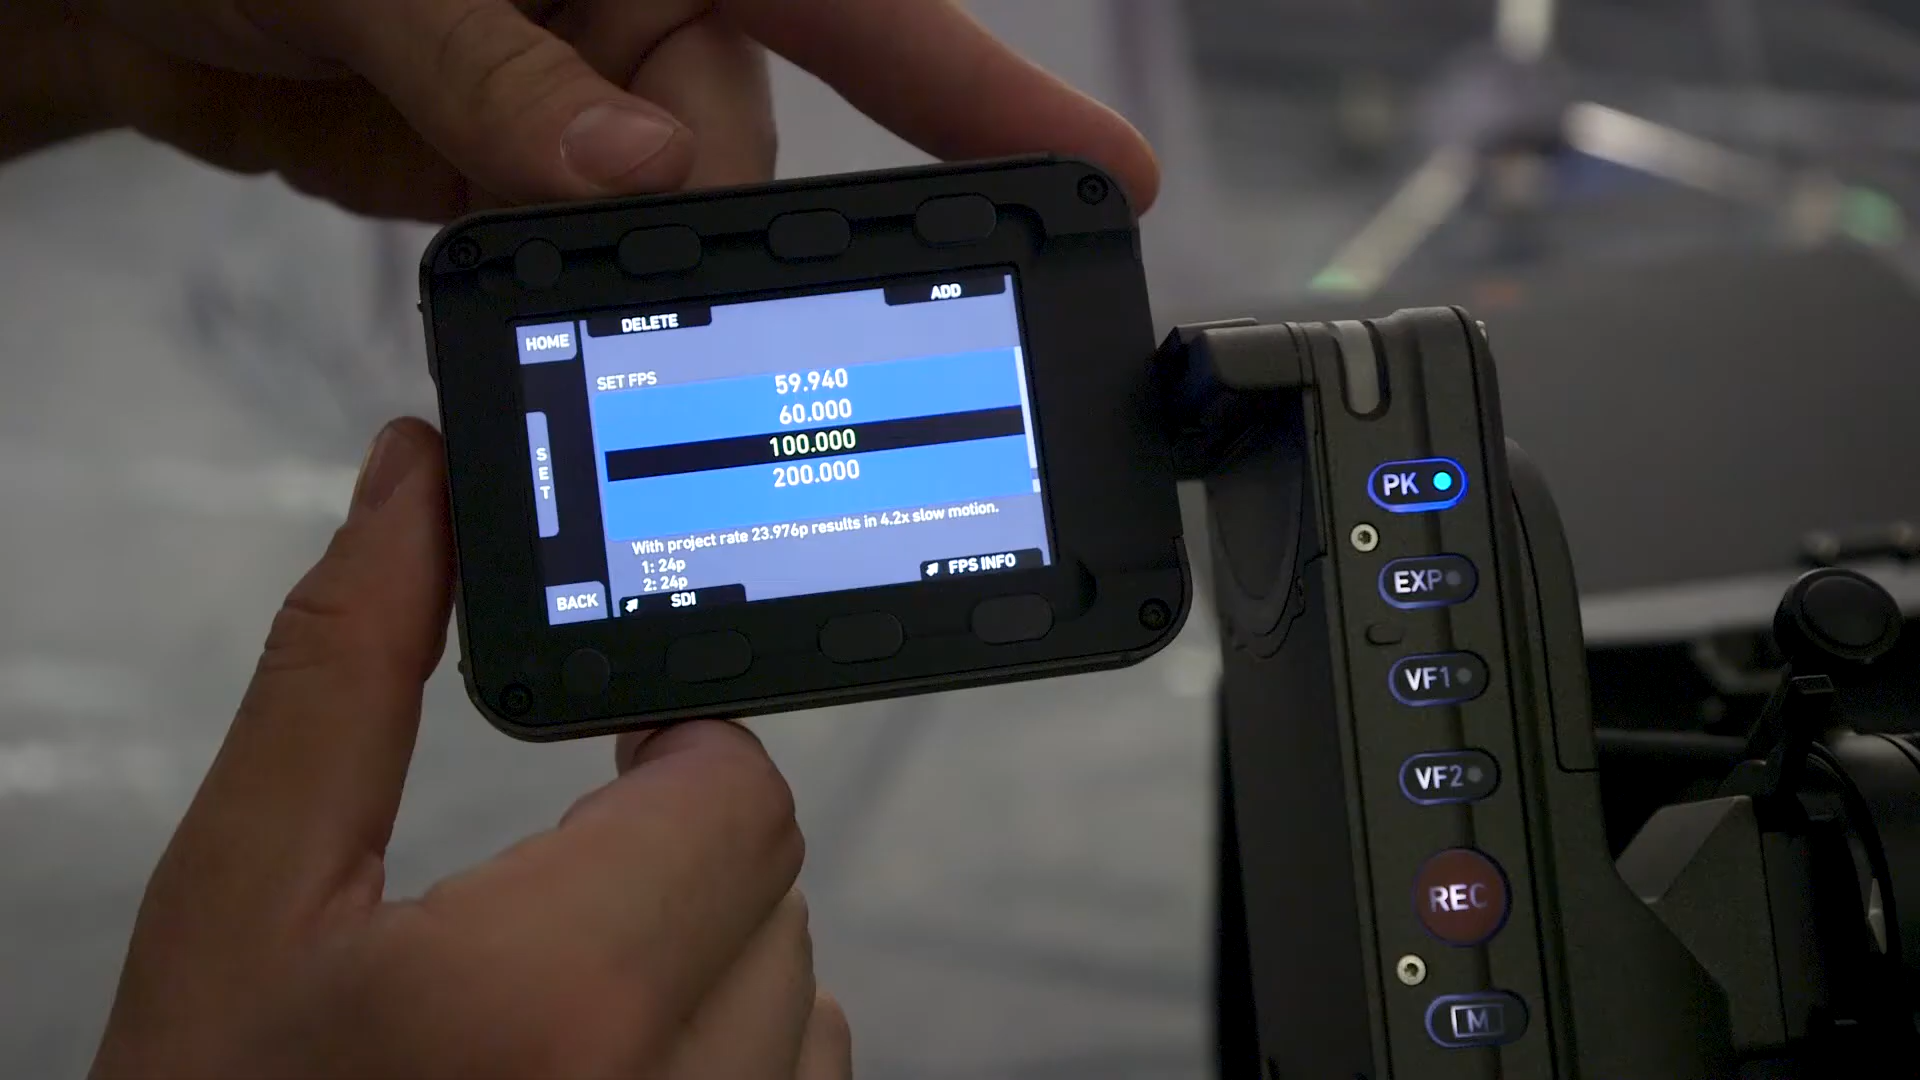 DELETE
ADD
HOME
SET FPS
59.940
60.000
100.000
200.000
SET
With project rate 23.976p results in 4.2x slow motion.
1: 24p
2: 24p
BACK
SDI
FPS INFO
PK
EXP
VF1
VF2
REC
M